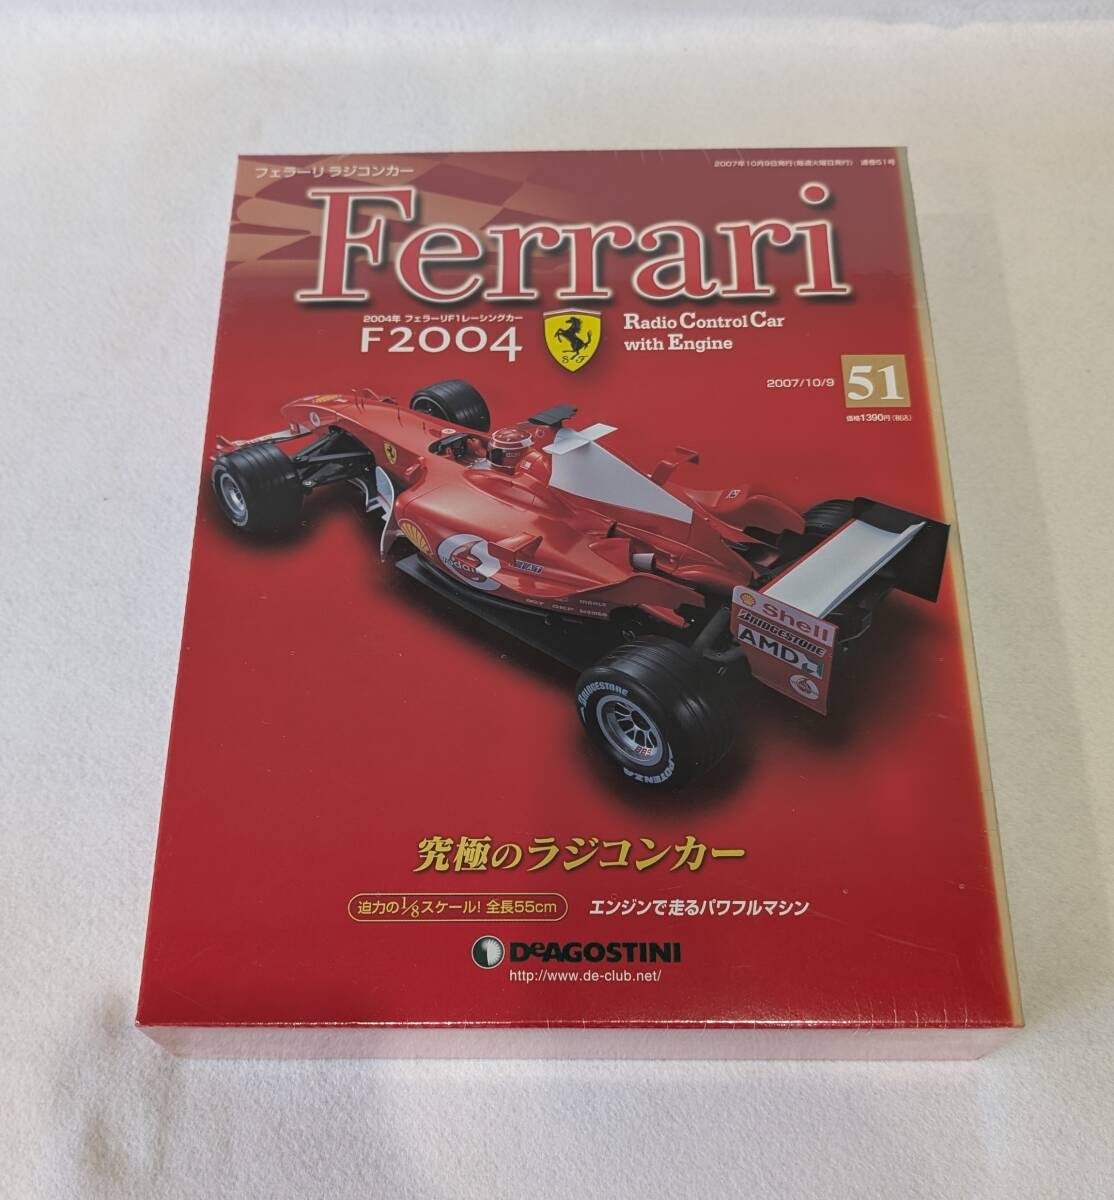 フェラーリ ラジコンカー
2007年10月9日発行(毎週火曜日発行) 通巻51号
Ferrari
2004年 フェラーリF1レーシングカー
F2004
S F
Radio Control Car
with Engine
2007/10/9
51
価格1390円(税込)
Shell
BRIDGESTONE
AMD
BRIDGESTONE
POTENZA
BBS
究極のラジコンカー
迫力の1/8スケール! 全長55cm
エンジンで走るパワフルマシン
DeAGOSTINI
http://www.de-club.net/